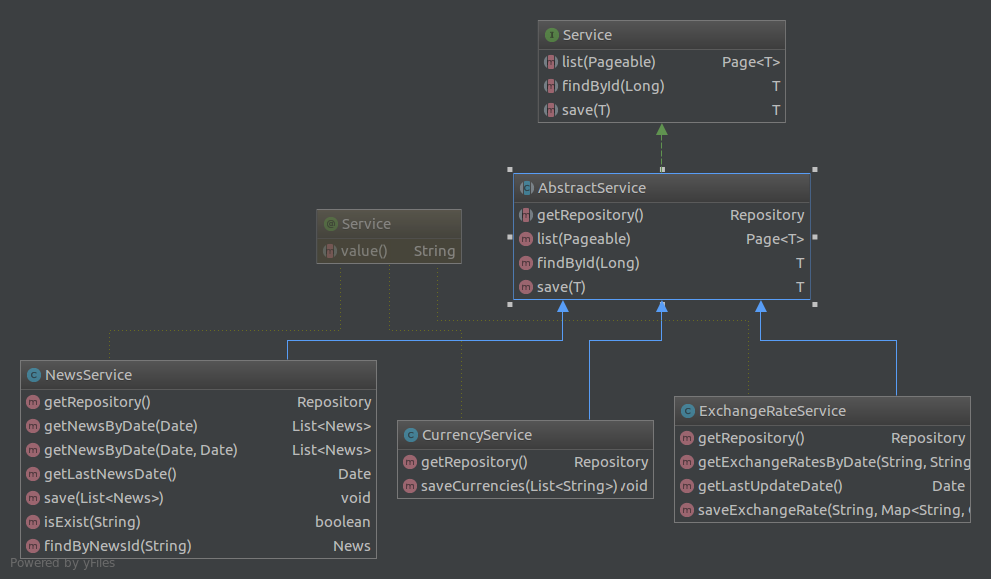 Service
list(Pageable) Page<T>
findById(Long) T
save(T) T
AbstractService
getRepository() Repository
list(Pageable) Page<T>
findById(Long) T
save(T) T
Service
value() String
NewsService
getRepository() Repository
getNewsByDate(Date) List<News>
getNewsByDate(Date, Date) List<News>
getLastNewsDate() Date
save(List<News>) void
isExist(String) boolean
findByNewsId(String) News
CurrencyService
getRepository() Repository
saveCurrencies(List<String>) void
ExchangeRateService
getRepository() Repository
getExchangeRatesByDate(String, String
getLastUpdateDate() Date
saveExchangeRate(String, Map<String,
Powered by yFiles